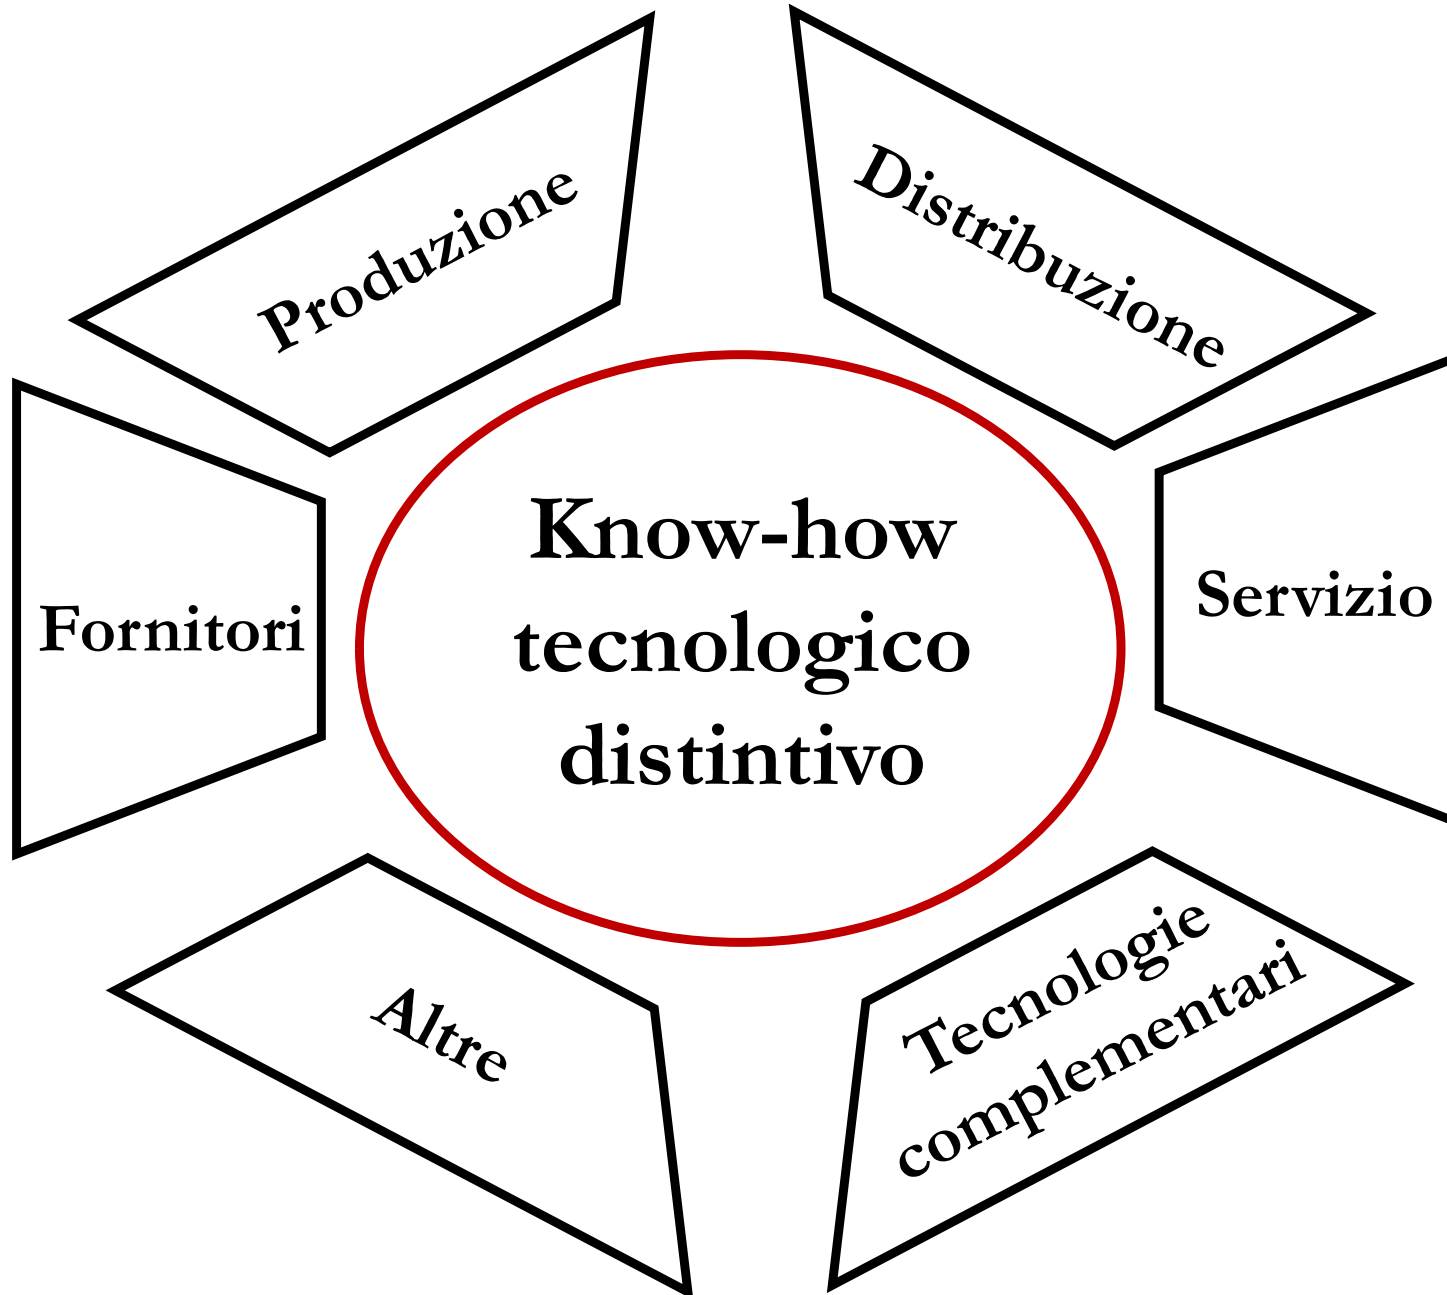 Produzione
Distribuzione
Know-how
tecnologico
distintivo
Fornitori
Servizio
Altre
Tecnologie
complementari